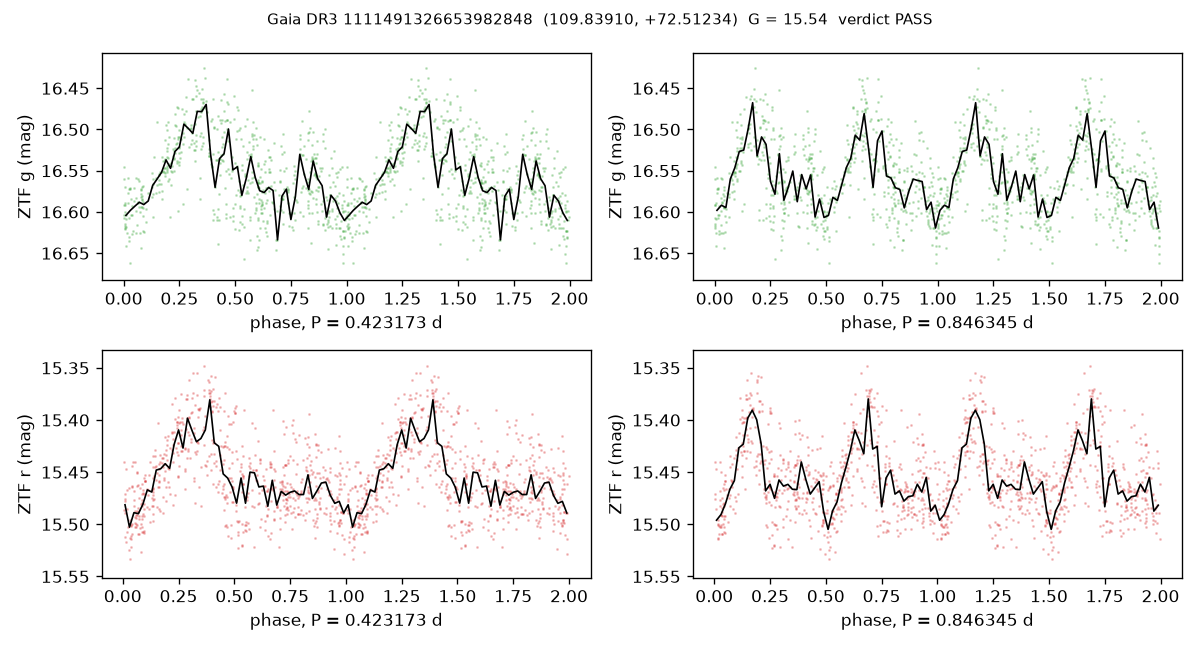 Gaia DR3 1111491326653982848  (109.83910, +72.51234)  G = 15.54  verdict PASS
ZTF g (mag)
16.45
16.50
16.55
16.60
16.65
0.00 0.25 0.50 0.75 1.00 1.25 1.50 1.75 2.00
phase, P = 0.423173 d
ZTF g (mag)
16.45
16.50
16.55
16.60
16.65
0.00 0.25 0.50 0.75 1.00 1.25 1.50 1.75 2.00
phase, P = 0.846345 d
ZTF r (mag)
15.35
15.40
15.45
15.50
15.55
0.00 0.25 0.50 0.75 1.00 1.25 1.50 1.75 2.00
phase, P = 0.423173 d
ZTF r (mag)
15.35
15.40
15.45
15.50
15.55
0.00 0.25 0.50 0.75 1.00 1.25 1.50 1.75 2.00
phase, P = 0.846345 d